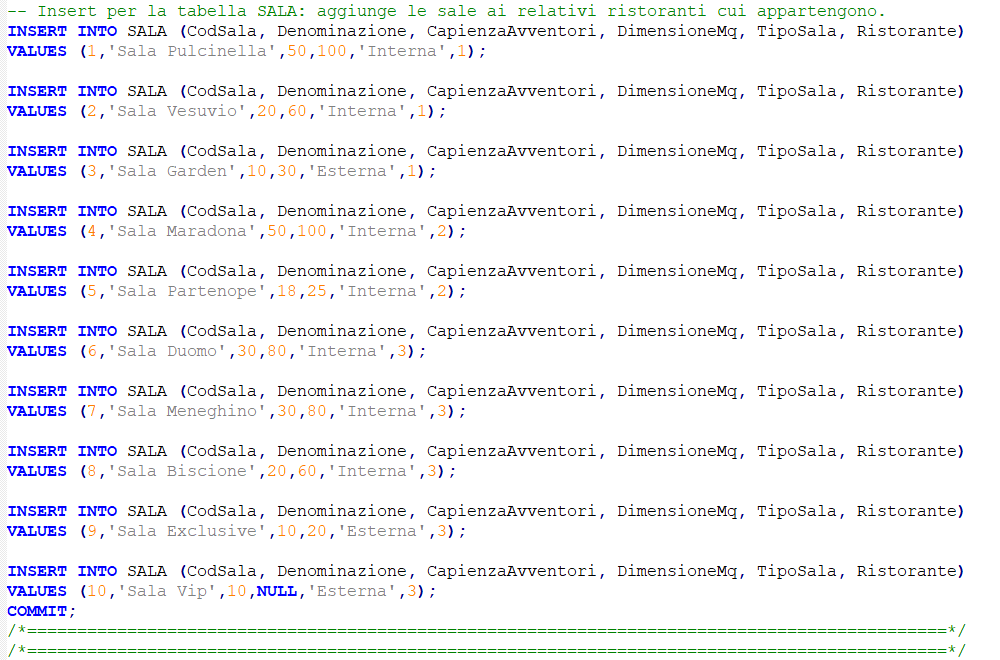 -- Insert per la tabella SALA: aggiunge le sale ai relativi ristoranti cui appartengono.
INSERT INTO SALA (CodSala, Denominazione, CapienzaAvventori, DimensioneMq, TipoSala, Ristorante)
VALUES (1,'Sala Pulcinella',50,100,'Interna',1);
INSERT INTO SALA (CodSala, Denominazione, CapienzaAvventori, DimensioneMq, TipoSala, Ristorante)
VALUES (2,'Sala Vesuvio',20,60,'Interna',1);
INSERT INTO SALA (CodSala, Denominazione, CapienzaAvventori, DimensioneMq, TipoSala, Ristorante)
VALUES (3,'Sala Garden',10,30,'Esterna',1);
INSERT INTO SALA (CodSala, Denominazione, CapienzaAvventori, DimensioneMq, TipoSala, Ristorante)
VALUES (4,'Sala Maradona',50,100,'Interna',2);
INSERT INTO SALA (CodSala, Denominazione, CapienzaAvventori, DimensioneMq, TipoSala, Ristorante)
VALUES (5,'Sala Partenope',18,25,'Interna',2);
INSERT INTO SALA (CodSala, Denominazione, CapienzaAvventori, DimensioneMq, TipoSala, Ristorante)
VALUES (6,'Sala Duomo',30,80,'Interna',3);
INSERT INTO SALA (CodSala, Denominazione, CapienzaAvventori, DimensioneMq, TipoSala, Ristorante)
VALUES (7,'Sala Meneghino',30,80,'Interna',3);
INSERT INTO SALA (CodSala, Denominazione, CapienzaAvventori, DimensioneMq, TipoSala, Ristorante)
VALUES (8,'Sala Biscione',20,60,'Interna',3);
INSERT INTO SALA (CodSala, Denominazione, CapienzaAvventori, DimensioneMq, TipoSala, Ristorante)
VALUES (9,'Sala Exclusive',10,20,'Esterna',3);
INSERT INTO SALA (CodSala, Denominazione, CapienzaAvventori, DimensioneMq, TipoSala, Ristorante)
VALUES (10,'Sala Vip',10,NULL,'Esterna',3);
COMMIT;
/*============================================================================================*/
/*============================================================================================*/